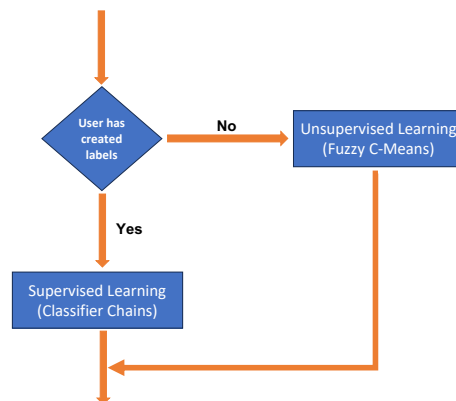 User has
created
labels
No
Unsupervised Learning
(Fuzzy C-Means)
Yes
Supervised Learning
(Classifier Chains)